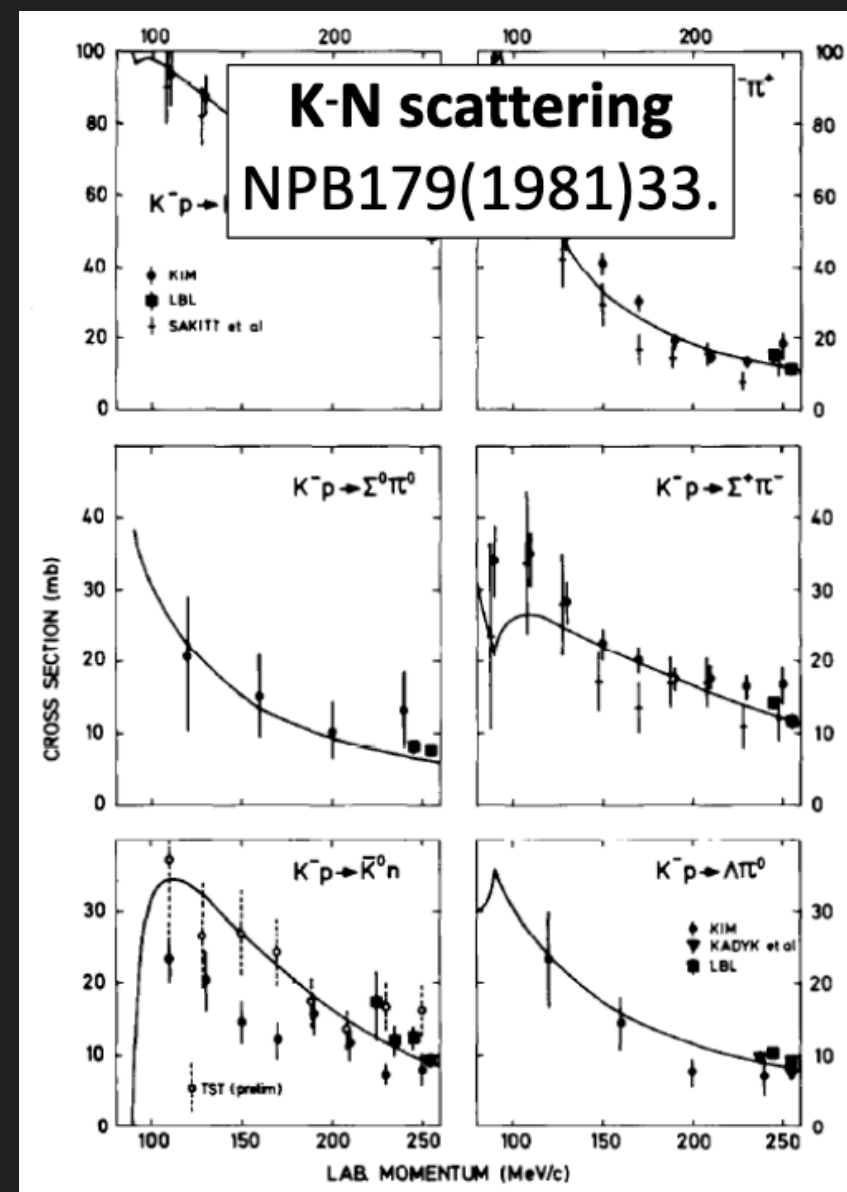 100 200 100 200
100 100
K-N scattering
NPB179(1981)33.
-π+
80 80
60 60
K-p→
40 40
KIM
LBL
SAKITT et al
20 20
0 0
K-p→Σ0π0
K-p→Σ+π-
40 40
30 30
20 20
10 10
0 0
CROSS SECTION (mb)
K-p→K̄0n
K-p→Λπ0
30 30
KIM
KADYK et al
LBL
20 20
10 10
TST (prelim)
0 0
100 150 200 250 100 150 200 250
LAB. MOMENTUM (MeV/c)